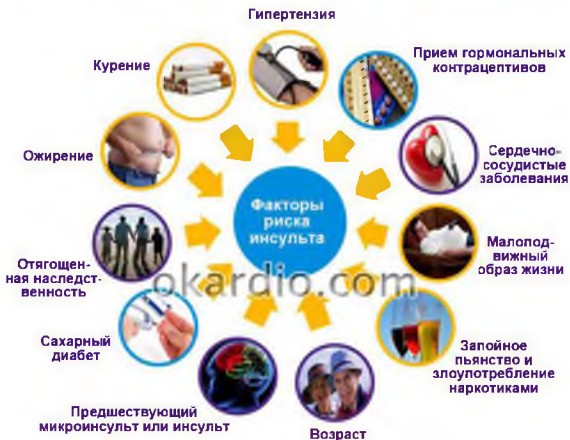 Гипертензия
Прием гормональных
контрацептивов
Сердечно-
сосудистые
заболевания
Малопод-
вижный
образ жизни
Запойное
пьянство и
злоупотребление
наркотиками
Возраст
Предшествующий
микроинсульт или инсульт
Сахарный
диабет
Отягощен-
ная наследст-
венность
Ожирение
Курение
Факторы
риска
инсульта
okardio.com